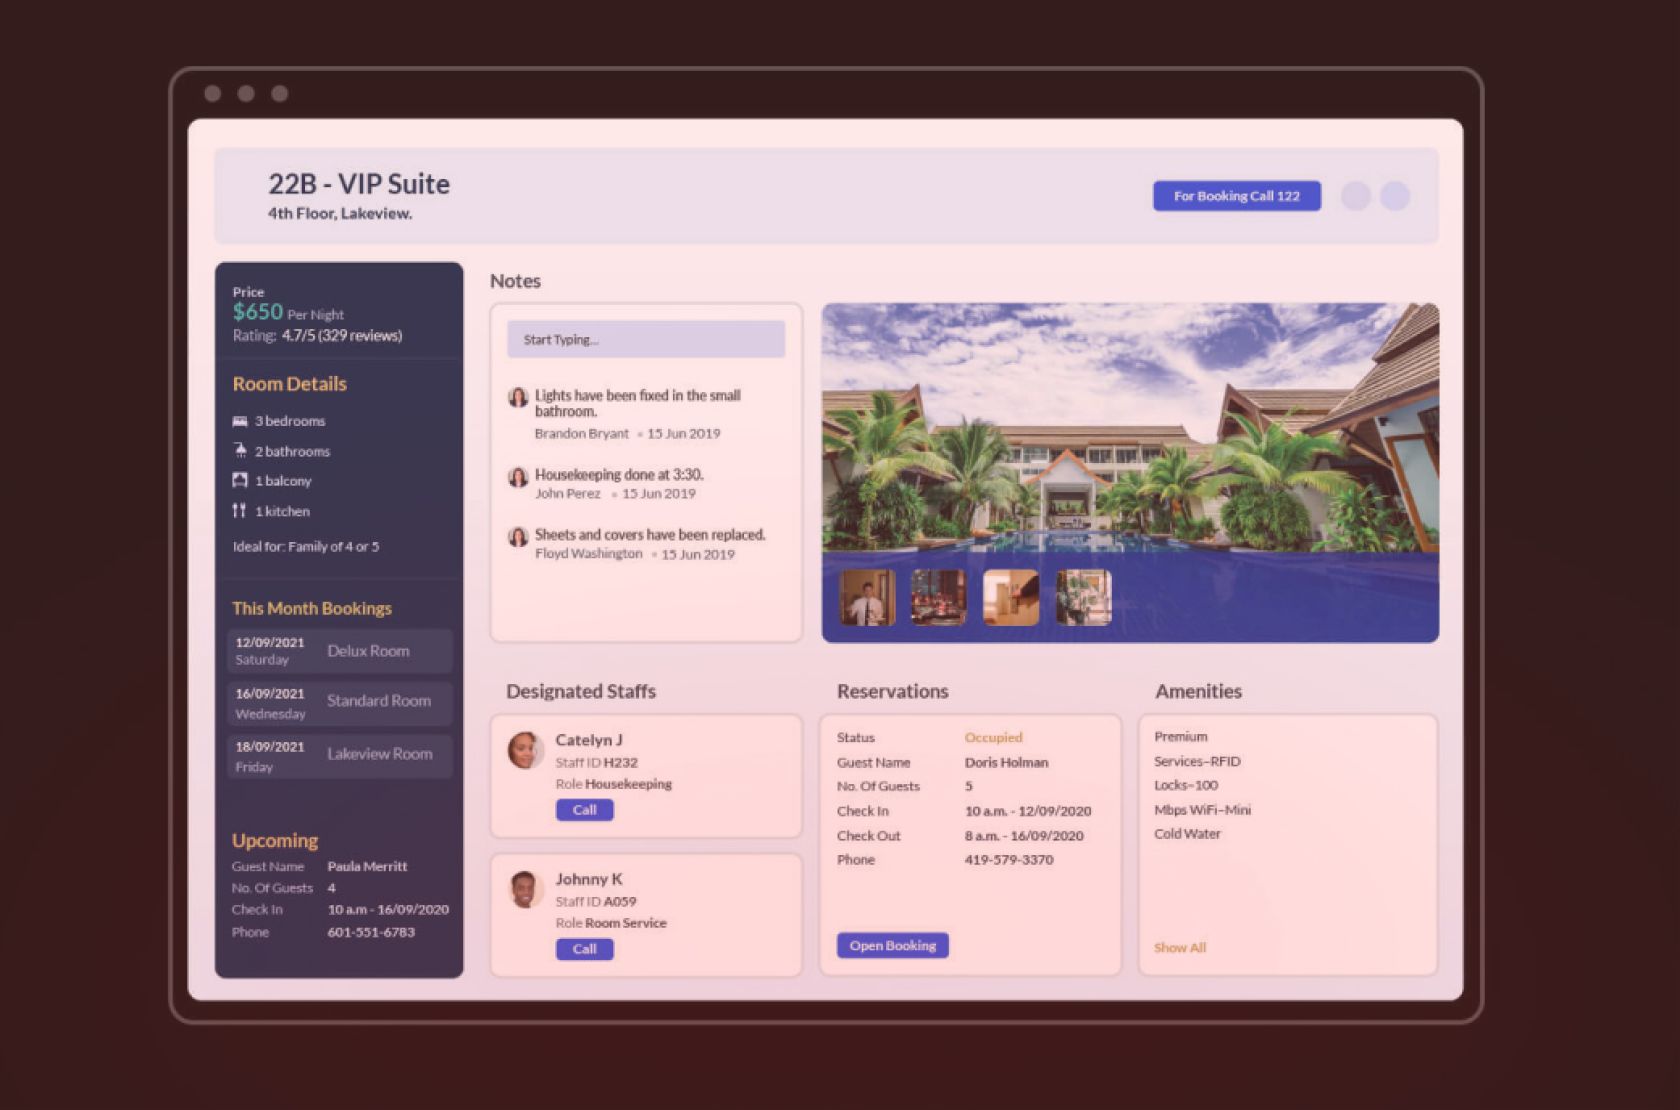 22B - VIP Suite
4th Floor, Lakeview.
For Booking Call 122
Price
$650 Per Night
Rating: 4.7/5 (329 reviews)
Room Details
3 bedrooms
2 bathrooms
1 balcony
1 kitchen
Ideal for: Family of 4 or 5
This Month Bookings
12/09/2021
Saturday
Delux Room
16/09/2021
Wednesday
Standard Room
18/09/2021
Friday
Lakeview Room
Upcoming
Guest Name Paula Merritt
No. Of Guests 4
Check In 10 a.m - 16/09/2020
Phone 601-551-6783
Notes
Start Typing...
Lights have been fixed in the small
bathroom.
Brandon Bryant • 15 Jun 2019
Housekeeping done at 3:30.
John Perez • 15 Jun 2019
Sheets and covers have been replaced.
Floyd Washington • 15 Jun 2019
Designated Staffs
Catelyn J
Staff ID H232
Role Housekeeping
Call
Johnny K
Staff ID A059
Role Room Service
Call
Reservations
Status Occupied
Guest Name Doris Holman
No. Of Guests 5
Check In 10 a.m. - 12/09/2020
Check Out 8 a.m. - 16/09/2020
Phone 419-579-3370
Open Booking
Amenities
Premium
Services–RFID
Locks–100
Mbps WiFi–Mini
Cold Water
Show All